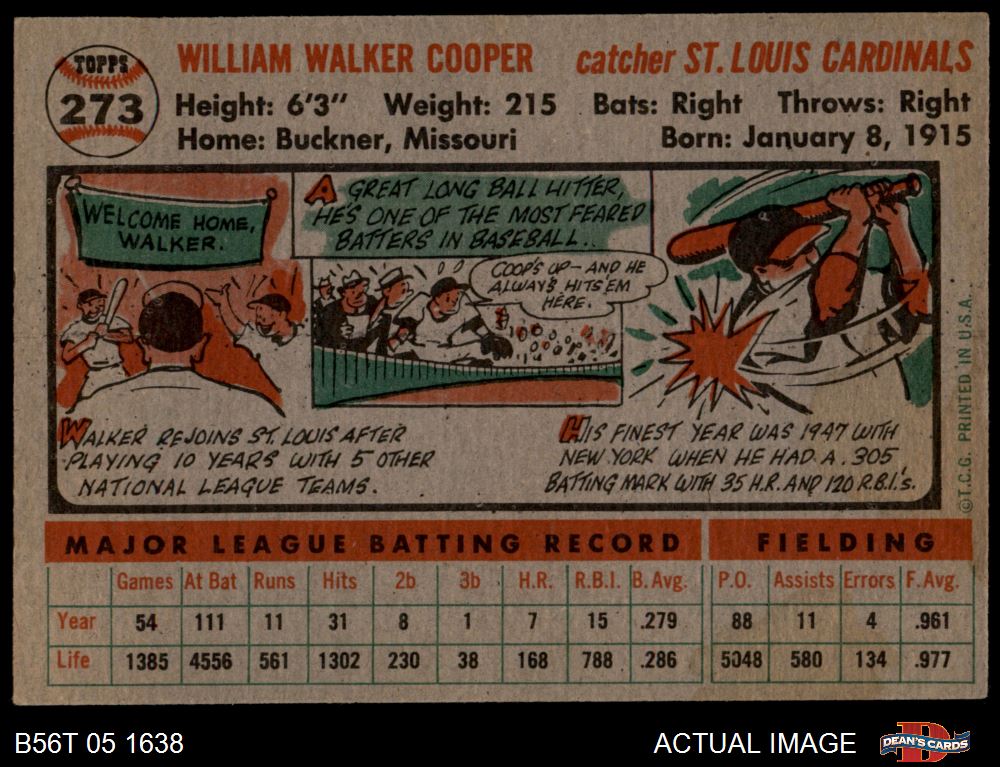 TOPPS
273
WILLIAM WALKER COOPER catcher ST. LOUIS CARDINALS
Height: 6'3" Weight: 215 Bats: Right Throws: Right
Home: Buckner, Missouri Born: January 8, 1915
WELCOME HOME,
WALKER.
A GREAT LONG BALL HITTER,
HE'S ONE OF THE MOST FEARED
BATTERS IN BASEBALL..
COOP'S UP — AND HE
ALWAYS HITS 'EM
HERE.
WALKER REJOINS ST. LOUIS AFTER
PLAYING 10 YEARS WITH 5 OTHER
NATIONAL LEAGUE TEAMS.
HIS FINEST YEAR WAS 1947 WITH
NEW YORK WHEN HE HAD A .305
BATTING MARK WITH 35 H.R. AND 120 R.B.I.'s.
©T.C.G. PRINTED IN U.S.A.
MAJOR LEAGUE BATTING RECORD FIELDING
Games At Bat Runs Hits 2b 3b H.R. R.B.I. B. Avg. P.O. Assists Errors F. Avg.
Year 54 111 11 31 8 1 7 15 .279 88 11 4 .961
Life 1385 4556 561 1302 230 38 168 788 .286 5048 580 134 .977
B56T 05 1638 ACTUAL IMAGE DEAN'S CARDS